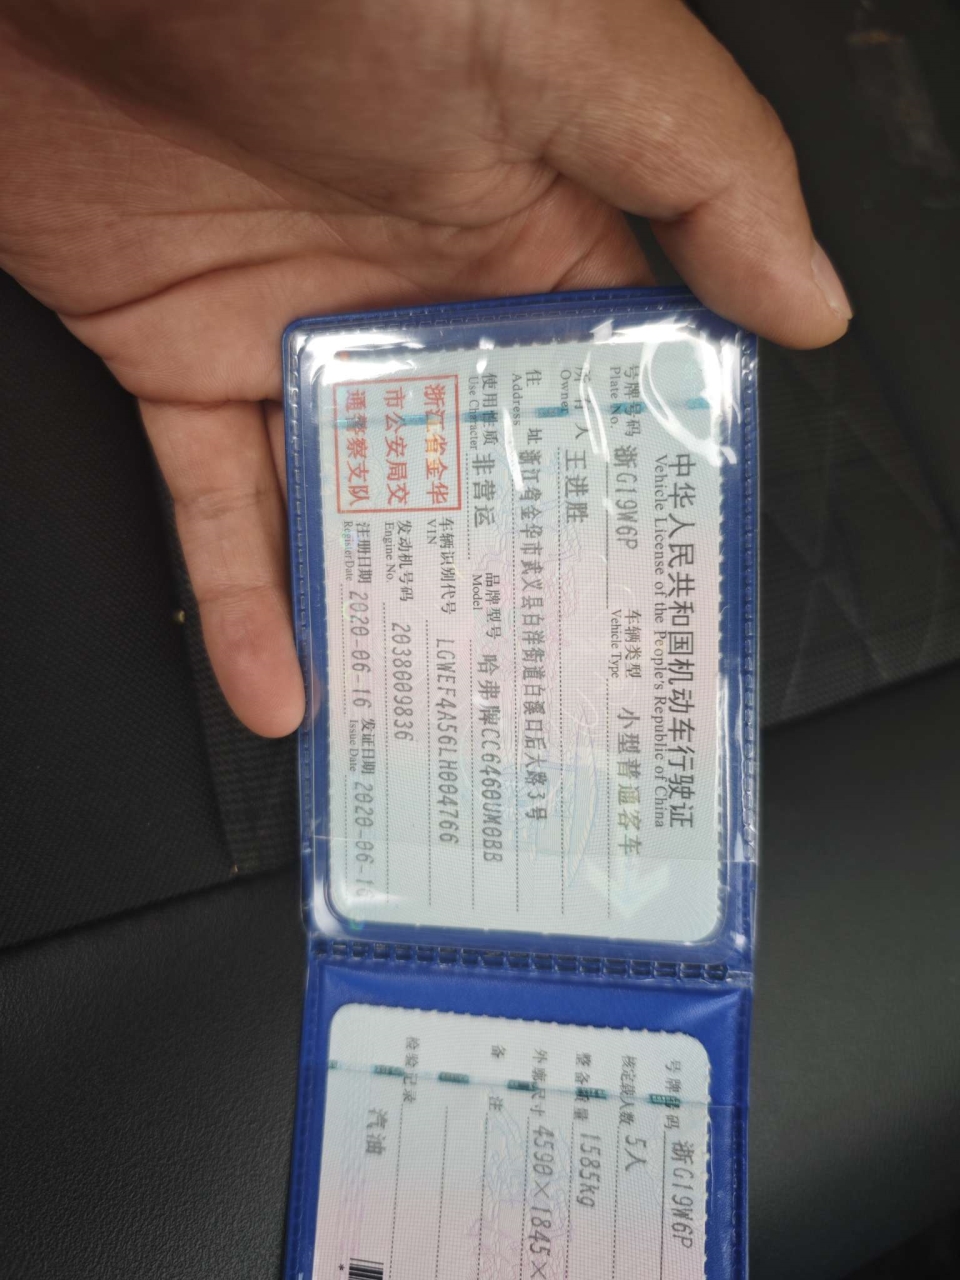 中华人民共和国机动车行驶证
Vehicle License of the People's Republic of China
号牌号码 浙G19W6P 车辆类型 小型普通客车
Plate No. Vehicle Type
所有人 王进胜
Owner
住址 浙江省金华市武义县白洋街道白溪口后大路3号
Address
使用性质 非营运 品牌型号 哈弗牌CC6460UM0BB
Use Character Model
浙江省金华
市公安局交
通警察支队
车辆识别代号 LGWEF4A56LH004766
VIN
发动机号码 2038009836
Engine No.
注册日期 2020-06-16 发证日期 2020-06-16
Register Date Issue Date
号牌号码 浙G19W6P
核定载人数 5人
整备质量 1585kg
外廓尺寸 4590×1845×
备注
检验记录
汽油
*